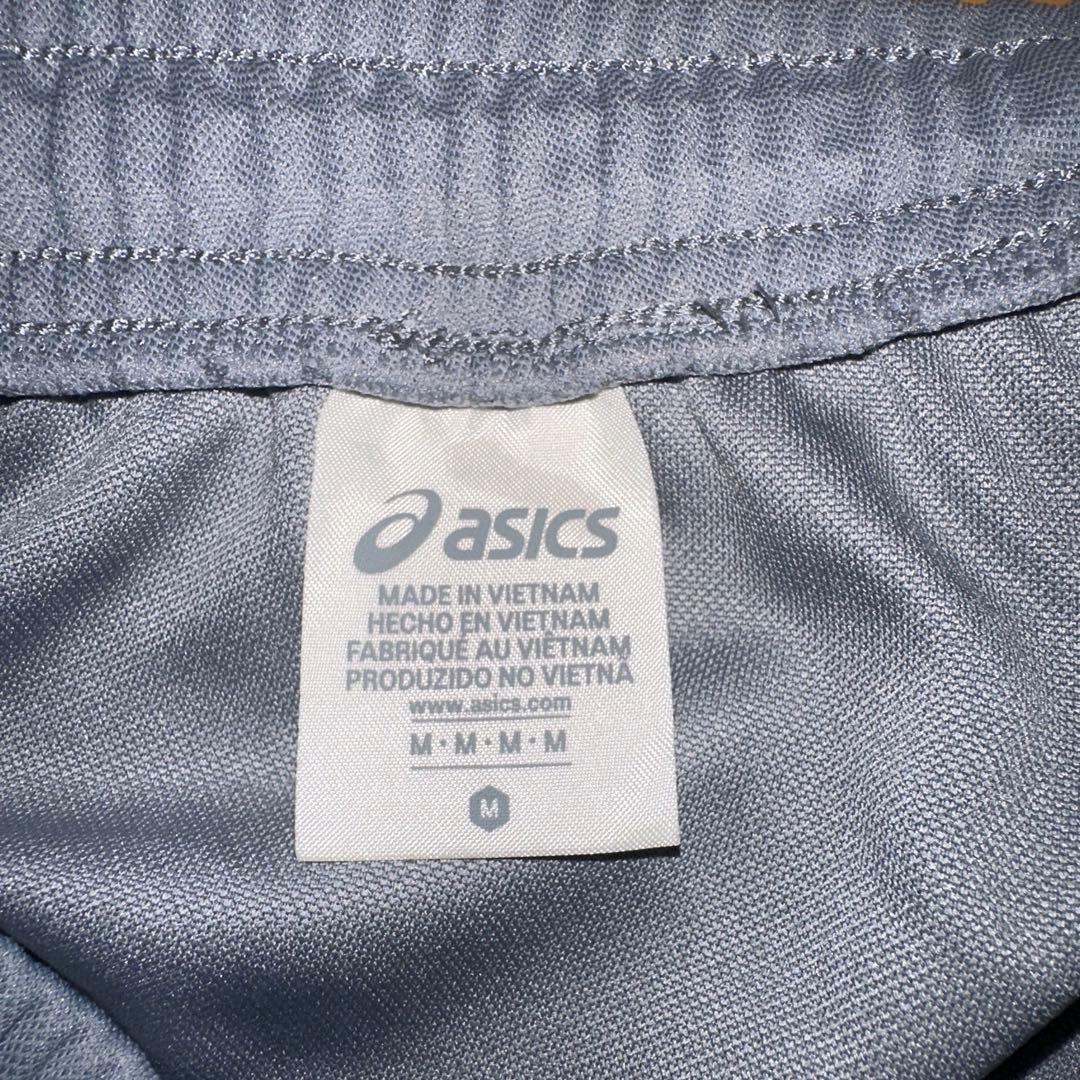 asics
MADE IN VIETNAM
HECHO EN VIETNAM
FABRIQUÉ AU VIÊTNAM
PRODUZIDO NO VIETNÃ
www.asics.com
M·M·M·M
M